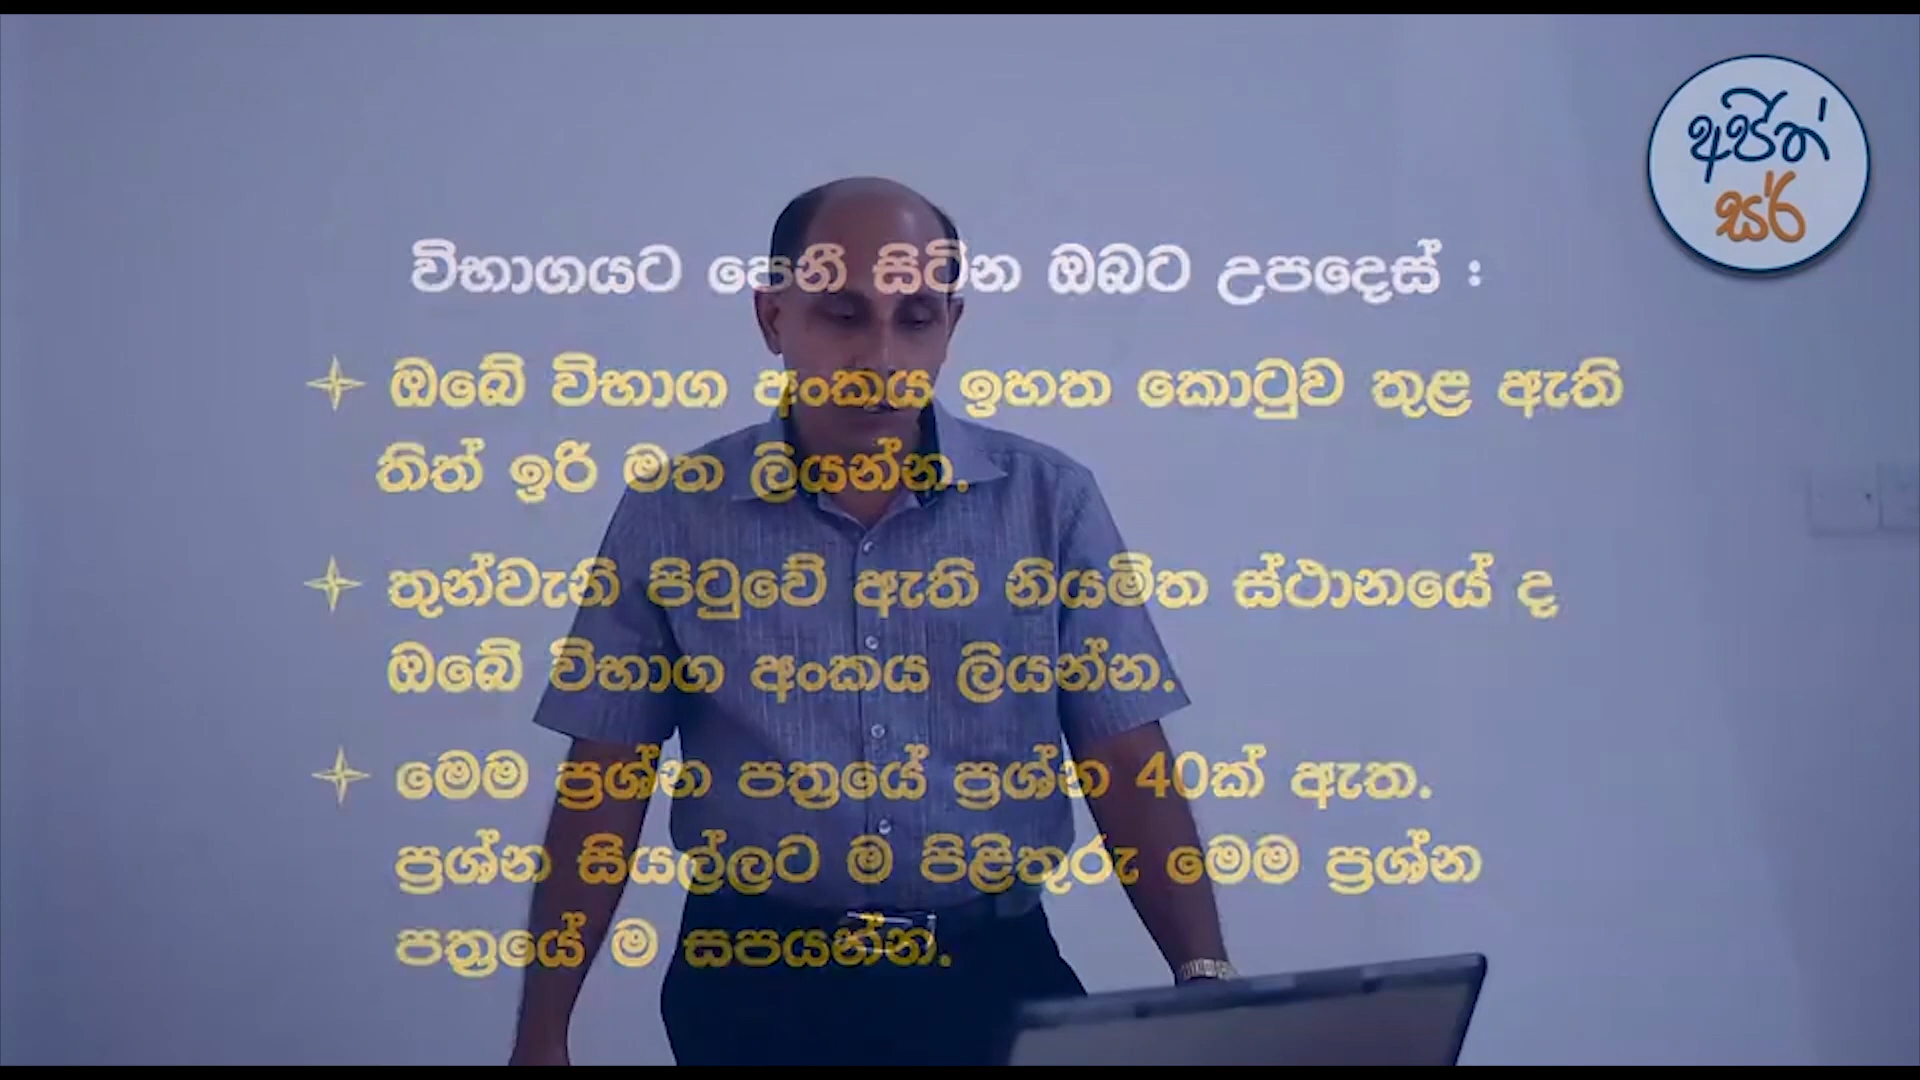 අජිත්
සර්
විභාගයට පෙනී සිටින ඔබට උපදෙස් :
ඔබේ විභාග අංකය ඉහත කොටුව තුළ ඇති
තිත් ඉරි මත ලියන්න.
තුන්වැනි පිටුවේ ඇති නියමිත ස්ථානයේ ද
ඔබේ විභාග අංකය ලියන්න.
මෙම ප්‍රශ්න පත්‍රයේ ප්‍රශ්න 40ක් ඇත.
ප්‍රශ්න සියල්ලට ම පිළිතුරු මෙම ප්‍රශ්න
පත්‍රයේ ම සපයන්න.